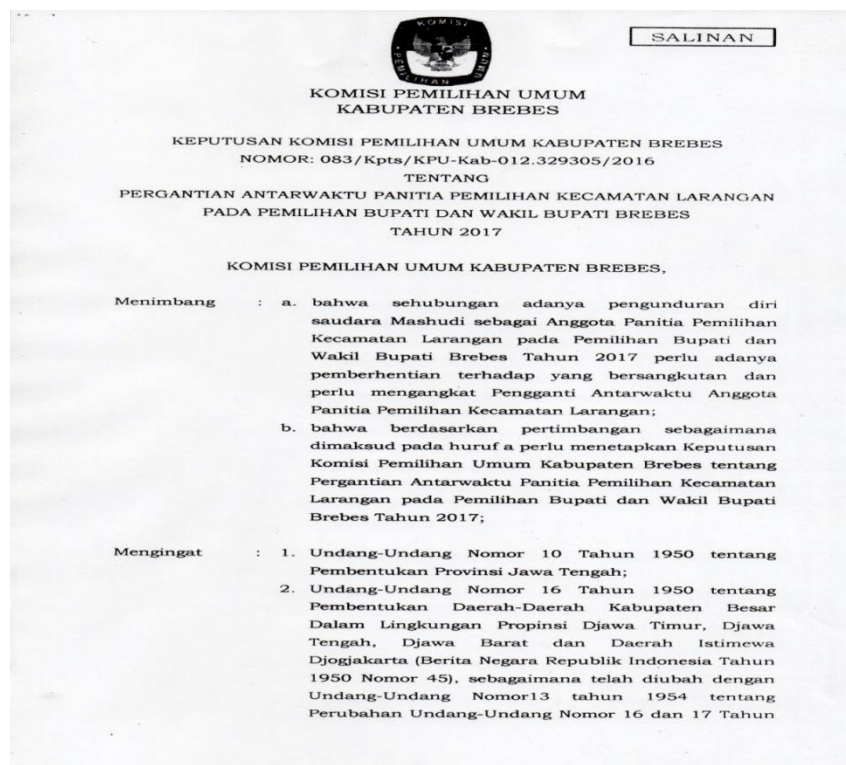 KOMISI
PEMILIHAN UMUM
SALINAN
KOMISI PEMILIHAN UMUM
KABUPATEN BREBES
KEPUTUSAN KOMISI PEMILIHAN UMUM KABUPATEN BREBES
NOMOR: 083/Kpts/KPU-Kab-012.329305/2016
TENTANG
PERGANTIAN ANTARWAKTU PANITIA PEMILIHAN KECAMATAN LARANGAN
PADA PEMILIHAN BUPATI DAN WAKIL BUPATI BREBES
TAHUN 2017
KOMISI PEMILIHAN UMUM KABUPATEN BREBES,
Menimbang : a. bahwa sehubungan adanya pengunduran diri
saudara Mashudi sebagai Anggota Panitia Pemilihan
Kecamatan Larangan pada Pemilihan Bupati dan
Wakil Bupati Brebes Tahun 2017 perlu adanya
pemberhentian terhadap yang bersangkutan dan
perlu mengangkat Pengganti Antarwaktu Anggota
Panitia Pemilihan Kecamatan Larangan;
b. bahwa berdasarkan pertimbangan sebagaimana
dimaksud pada huruf a perlu menetapkan Keputusan
Komisi Pemilihan Umum Kabupaten Brebes tentang
Pergantian Antarwaktu Panitia Pemilihan Kecamatan
Larangan pada Pemilihan Bupati dan Wakil Bupati
Brebes Tahun 2017;
Mengingat : 1. Undang-Undang Nomor 10 Tahun 1950 tentang
Pembentukan Provinsi Jawa Tengah;
2. Undang-Undang Nomor 16 Tahun 1950 tentang
Pembentukan Daerah-Daerah Kabupaten Besar
Dalam Lingkungan Propinsi Djawa Timur, Djawa
Tengah, Djawa Barat dan Daerah Istimewa
Djogjakarta (Berita Negara Republik Indonesia Tahun
1950 Nomor 45), sebagaimana telah diubah dengan
Undang-Undang Nomor13 tahun 1954 tentang
Perubahan Undang-Undang Nomor 16 dan 17 Tahun